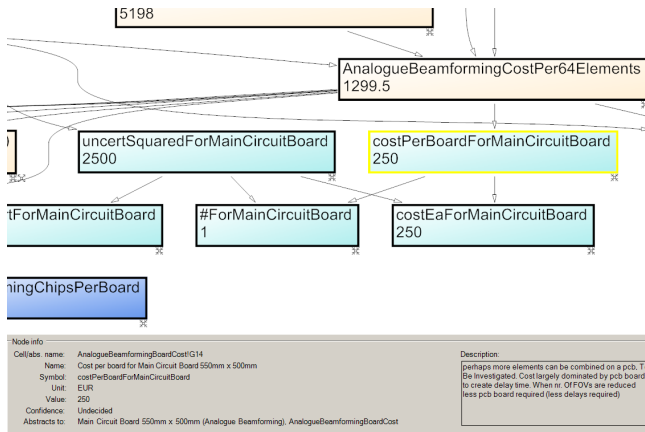 5198
AnalogueBeamformingCostPer64Elements
1299.5
uncertSquaredForMainCircuitBoard
2500
costPerBoardForMainCircuitBoard
250
rtForMainCircuitBoard
#ForMainCircuitBoard
1
costEaForMainCircuitBoard
250
ningChipsPerBoard
Node info
Cell/abs. name: AnalogueBeamformingBoardCost!G14
Name: Cost per board for Main Circuit Board 550mm x 500mm
Symbol: costPerBoardForMainCircuitBoard
Unit: EUR
Value: 250
Confidence: Undecided
Abstracts to: Main Circuit Board 550mm x 500mm (Analogue Beamforming), AnalogueBeamformingBoardCost
Description:
perhaps more elements can be combined on a pcb, T
Be Investigated. Cost largely dominated by pcb board
to create delay time. When nr. Of FOVs are reduced
less pcb board required (less delays required)